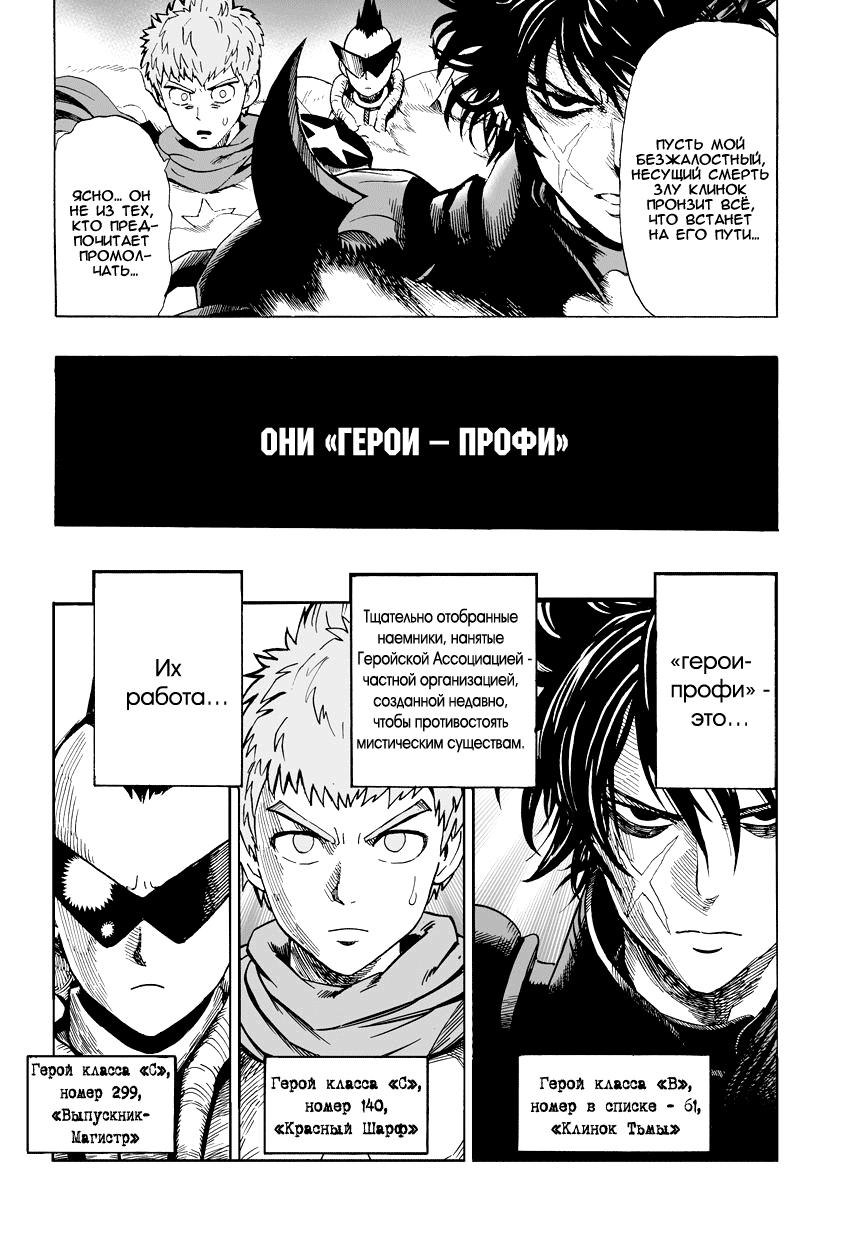 ПУСТЬ МОЙ
БЕЗЖАЛОСТНЫЙ,
НЕСУЩИЙ СМЕРТЬ
ЗЛУ КЛИНОК
ПРОНЗИТ ВСЁ,
ЧТО ВСТАНЕТ
НА ЕГО ПУТИ...
ЯСНО... ОН
НЕ ИЗ ТЕХ,
КТО ПРЕД-
ПОЧИТАЕТ
ПРОМОЛ-
ЧАТЬ...
ОНИ «ГЕРОИ – ПРОФИ»
«герои-
профи» -
это...
Тщательно отобранные
наемники, нанятые
Геройской Ассоциацией -
частной организацией,
созданной недавно,
чтобы противостоять
мистическим существам.
Их
работа...
Герой класса «B»,
номер в списке - 61,
«Клинок Тьмы»
Герой класса «C»,
номер 140,
«Красный Шарф»
Герой класса «C»,
номер 299,
«Выпускник-
Магистр»